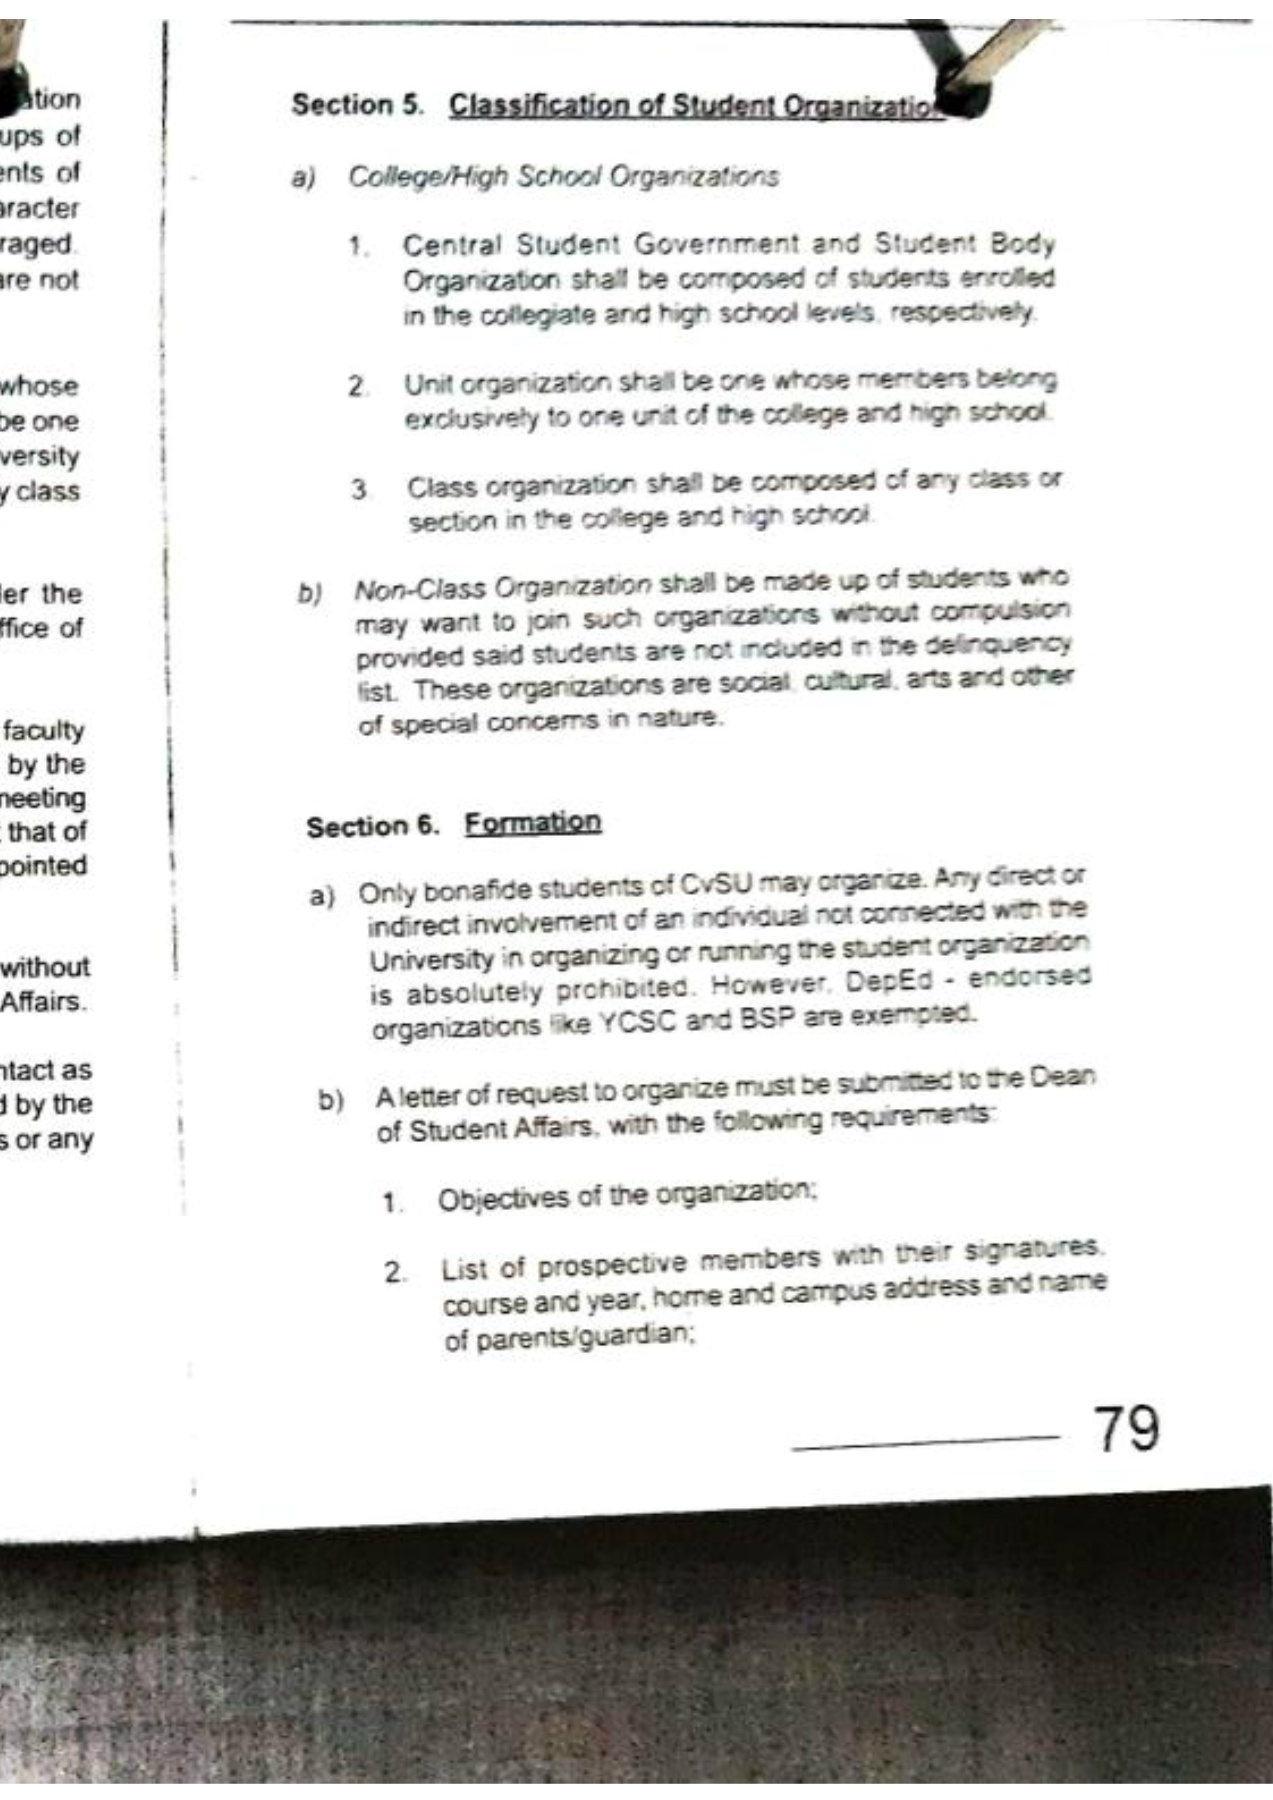 ation
ups of
ents of
aracter
raged.
are not
whose
be one
versity
y class
der the
ffice of
faculty
by the
meeting
that of
pointed
without
Affairs.
ntact as
d by the
s or any
Section 5. Classification of Student Organization
a) College/High School Organizations
1. Central Student Government and Student Body
Organization shall be composed of students enrolled
in the collegiate and high school levels, respectively.
2. Unit organization shall be one whose members belong
exclusively to one unit of the college and high school.
3. Class organization shall be composed of any class or
section in the college and high school.
b) Non-Class Organization shall be made up of students who
may want to join such organizations without compulsion
provided said students are not included in the delinquency
list. These organizations are social, cultural, arts and other
of special concerns in nature.
Section 6. Formation
a) Only bonafide students of CvSU may organize. Any direct or
indirect involvement of an individual not connected with the
University in organizing or running the student organization
is absolutely prohibited. However, DepEd - endorsed
organizations like YCSC and BSP are exempted.
b) A letter of request to organize must be submitted to the Dean
of Student Affairs, with the following requirements:
1. Objectives of the organization;
2. List of prospective members with their signatures,
course and year, home and campus address and name
of parents/guardian;
79